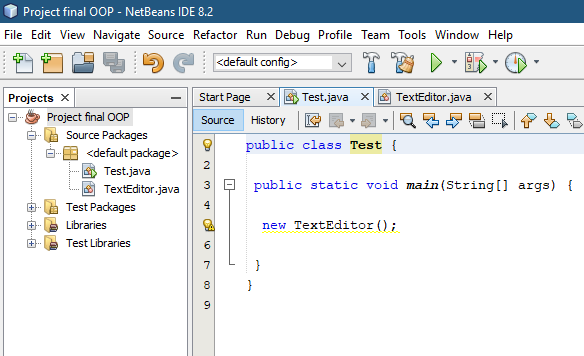 Project final OOP - NetBeans IDE 8.2
File Edit View Navigate Source Refactor Run Debug Profile Team Tools Window Help
<default config>
Projects
Start Page Test.java TextEditor.java
Source History
Project final OOP
Source Packages
<default package>
Test.java
TextEditor.java
Test Packages
Libraries
Test Libraries
public class Test {
2
3 public static void main(String[] args) {
4
new TextEditor();
6
7 }
8 }
9